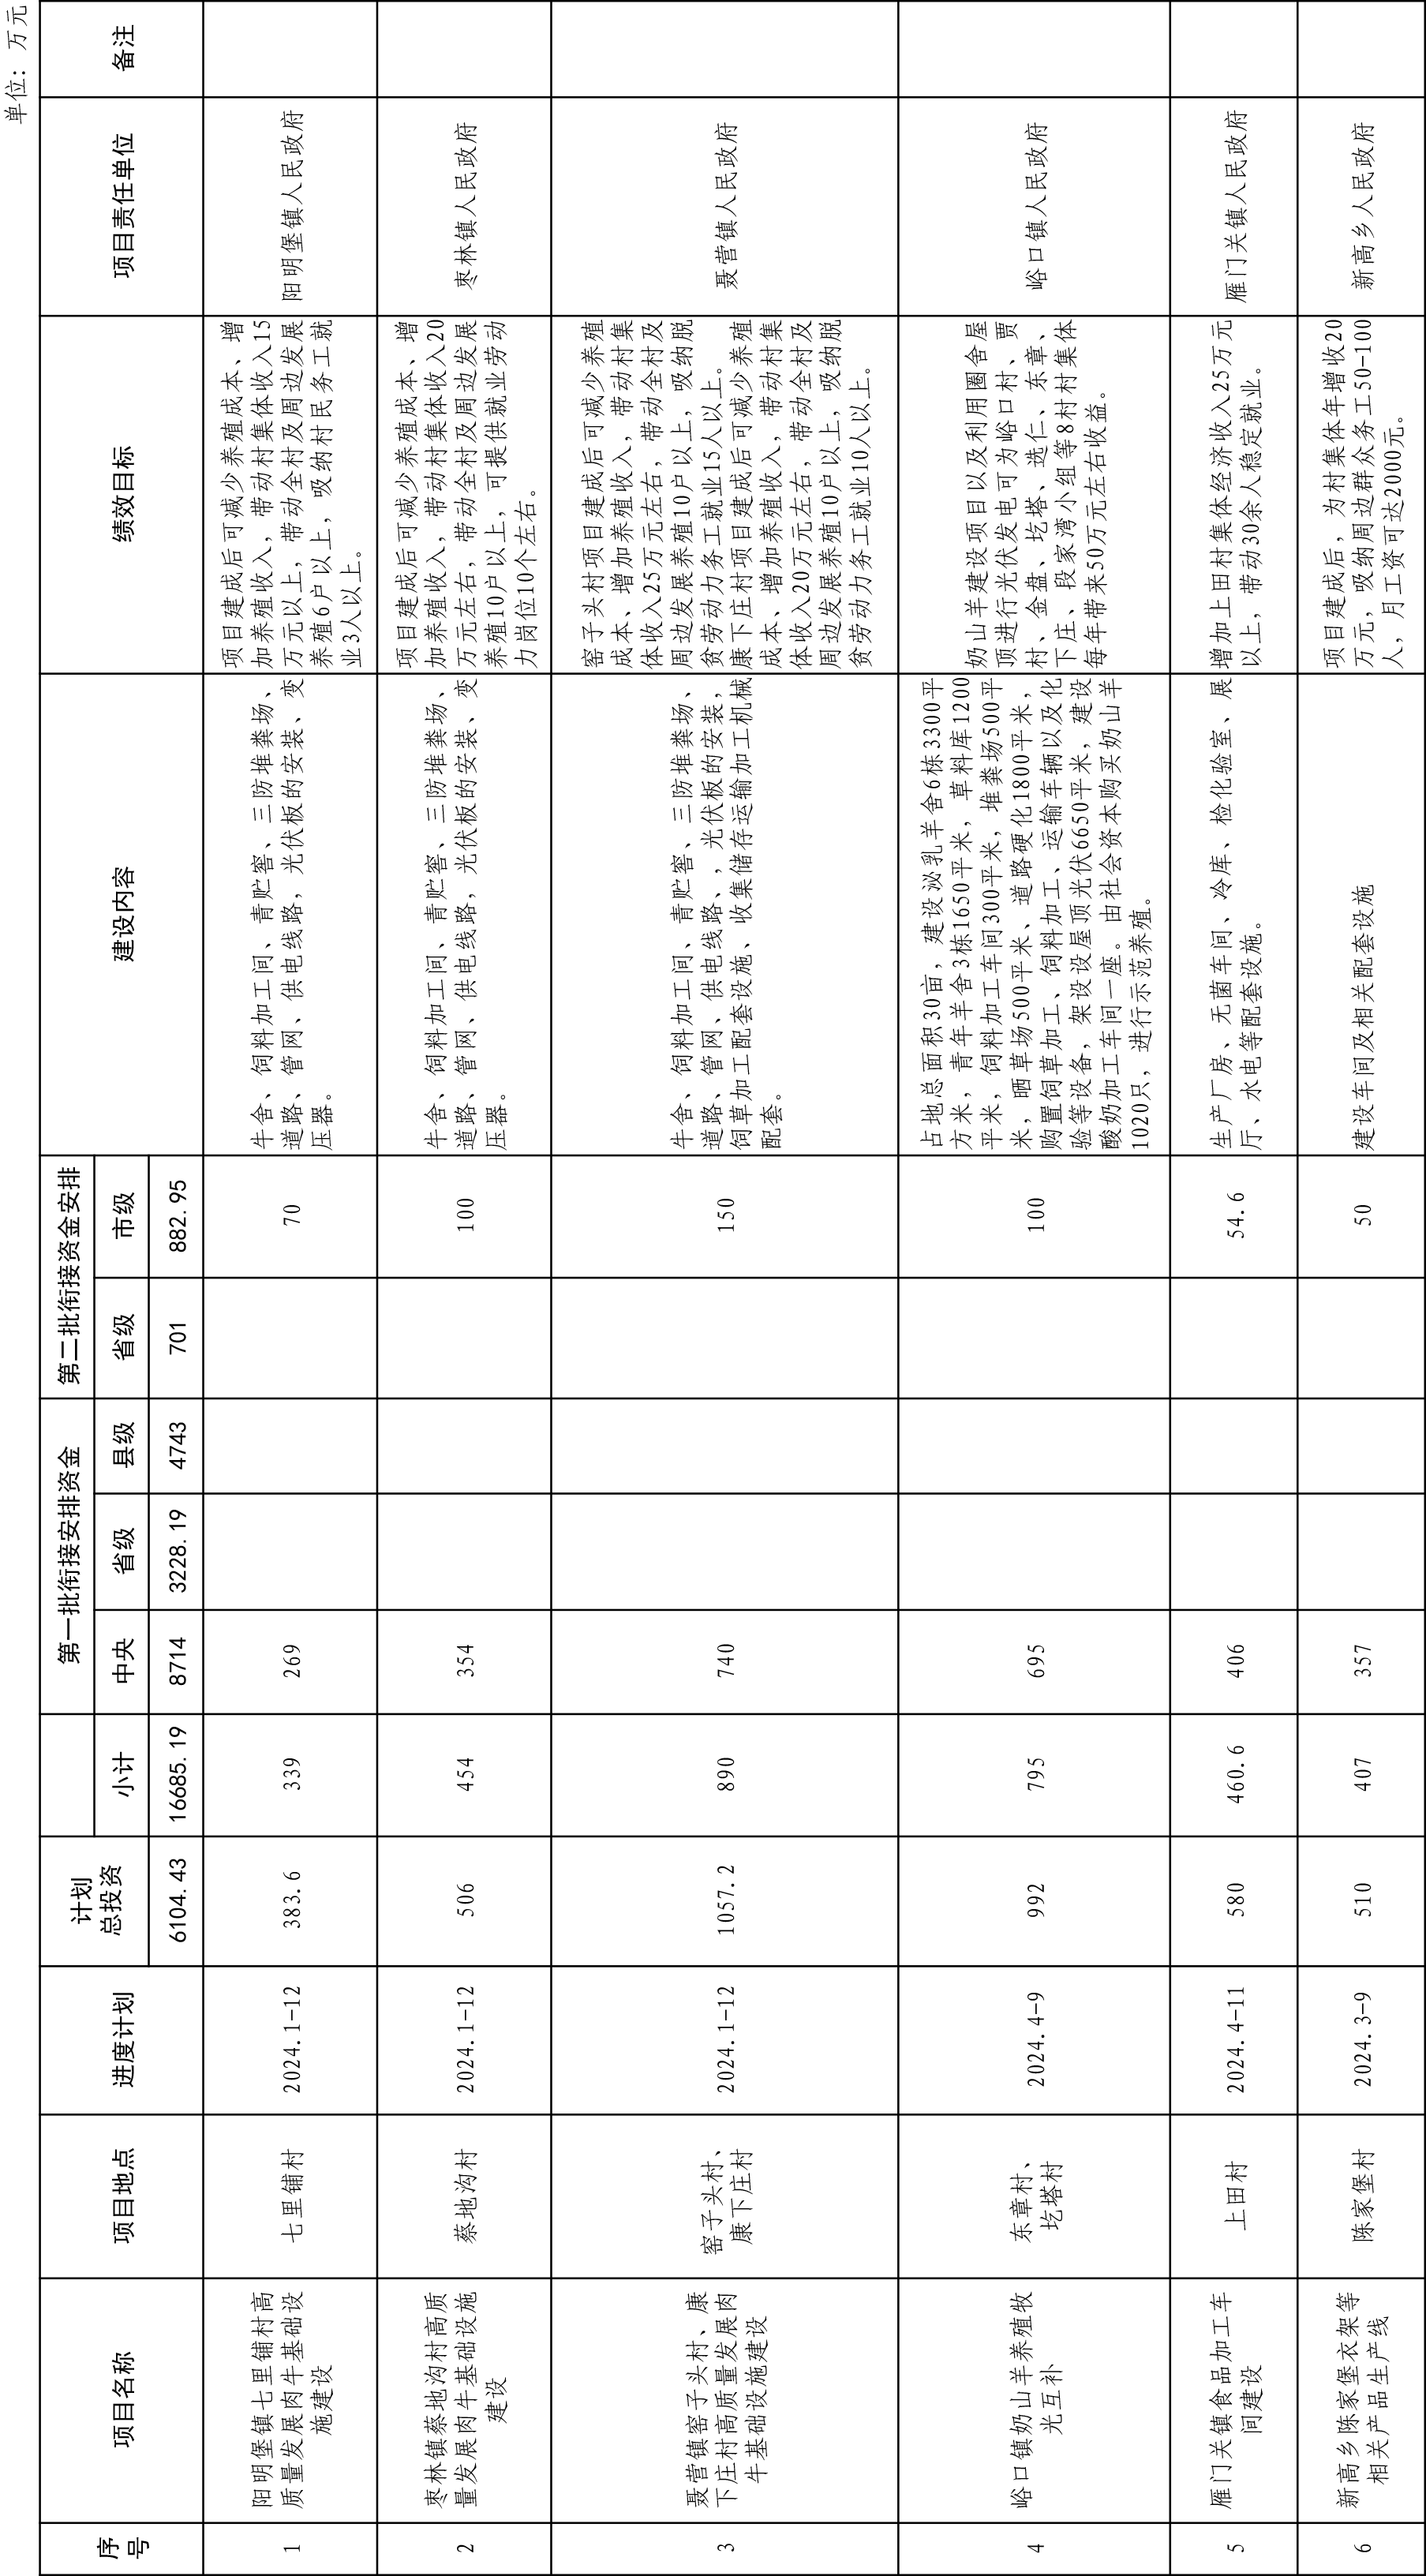 单位：万元
序
号
项目名称
项目地点
进度计划
计划
总投资
第一批衔接安排资金
第二批衔接资金安排
建设内容
绩效目标
项目责任单位
备注
小计
中央
省级
县级
省级
市级
6104.43
16685.19
8714
3228.19
4743
701
882.95
1
阳明堡镇七里铺村高
质量发展肉牛基础设
施建设
七里铺村
2024.1-12
383.6
339
269
70
牛舍、饲料加工间、青贮窖、三防堆粪场、
道路、管网、供电线路，光伏板的安装、变
压器。
项目建成后可减少养殖成本、增
加养殖收入，带动村集体收入15
万元以上，带动全村及周边发展
养殖6户以上，吸纳村民务工就
业3人以上。
阳明堡镇人民政府
2
枣林镇蔡地沟村高质
量发展肉牛基础设施
建设
蔡地沟村
2024.1-12
506
454
354
100
牛舍、饲料加工间、青贮窖、三防堆粪场、
道路、管网、供电线路，光伏板的安装、变
压器。
项目建成后可减少养殖成本、增
加养殖收入，带动村集体收入20
万元左右，带动全村及周边发展
养殖10户以上，可提供就业劳动
力岗位10个左右。
枣林镇人民政府
3
聂营镇窑子头村、康
下庄村高质量发展肉
牛基础设施建设
窑子头村、
康下庄村
2024.1-12
1057.2
890
740
150
牛舍、饲料加工间、青贮窖、三防堆粪场、
道路、管网、供电线路、，光伏板的安装，
饲草加工配套设施、收集储存运输加工机械
配套。
窑子头村项目建成后可减少养殖
成本、增加养殖收入，带动村集
体收入25万元左右，带动全村及
周边发展养殖10户以上，吸纳脱
贫劳动力务工就业15人以上。
康下庄村项目建成后可减少养殖
成本、增加养殖收入，带动村集
体收入20万元左右，带动全村及
周边发展养殖10户以上，吸纳脱
贫劳动力务工就业10人以上。
聂营镇人民政府
4
峪口镇奶山羊养殖牧
光互补
东章村、
圪塔村
2024.4-9
992
795
695
100
占地总面积30亩，建设泌乳羊舍6栋3300平
方米，青年羊舍3栋1650平米，草料库1200
平米，饲料加工车间300平米，堆粪场500平
米，晒草场500平米、道路硬化1800平米，
购置饲草加工、饲料加工、运输车辆以及化
验等设备，架设设屋顶光伏6650平米，建设
酸奶加工车间一座。由社会资本购买奶山羊
1020只，进行示范养殖。
奶山羊建设项目以及利用圈舍屋
顶进行光伏发电可为峪口村、贾
村、金盘、圪塔、选仁、东章、
下庄、段家湾小组等8村村集体
每年带来50万元左右收益。
峪口镇人民政府
5
雁门关镇食品加工车
间建设
上田村
2024.4-11
580
460.6
406
54.6
生产厂房、无菌车间、冷库、检化验室、展
厅、水电等配套设施。
增加上田村集体经济收入25万元
以上，带动30余人稳定就业。
雁门关镇人民政府
6
新高乡陈家堡衣架等
相关产品生产线
陈家堡村
2024.3-9
510
407
357
50
建设车间及相关配套设施
项目建成后，为村集体年增收20
万元，吸纳周边群众务工50-100
人，月工资可达2000元。
新高乡人民政府